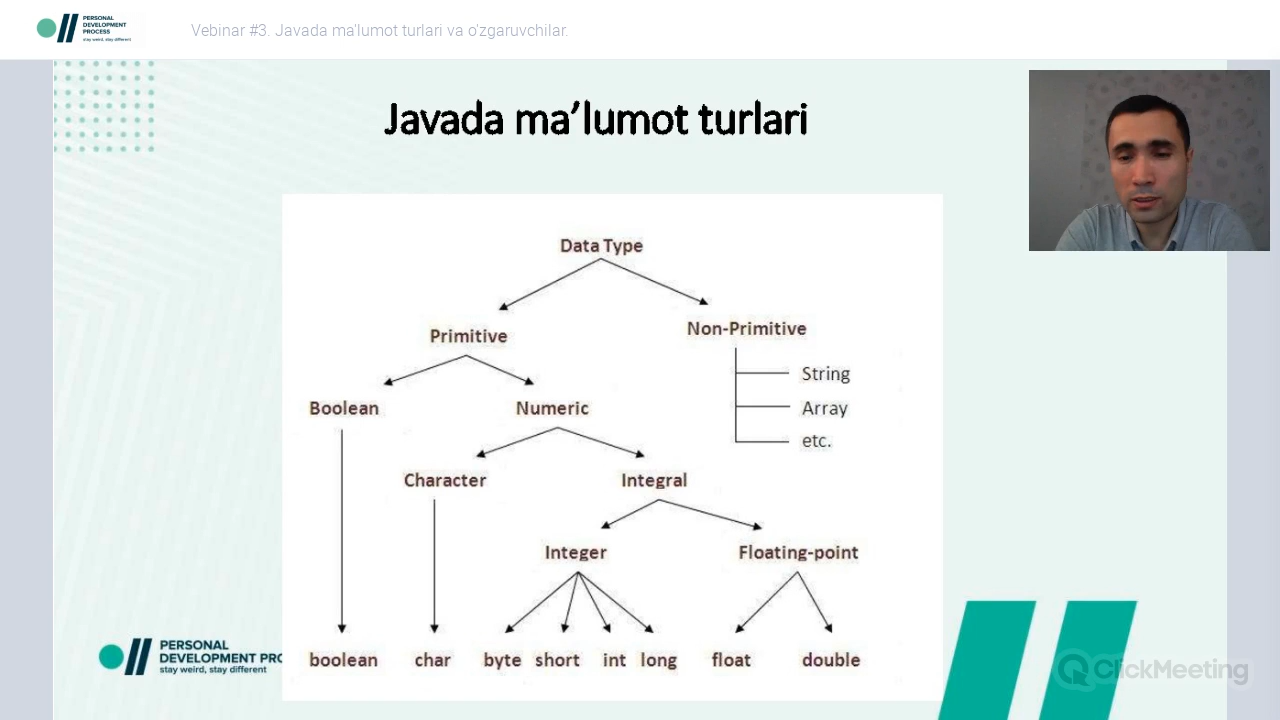 PERSONAL
DEVELOPMENT
PROCESS
stay weird, stay different
Vebinar #3. Javada ma'lumot turlari va o'zgaruvchilar.
Javada ma’lumot turlari
Data Type
Primitive
Non-Primitive
String
Array
etc.
Boolean
Numeric
Character
Integral
Integer
Floating-point
boolean
char
byte
short
int
long
float
double
PERSONAL
DEVELOPMENT PRC
stay weird, stay different
ClickMeeting